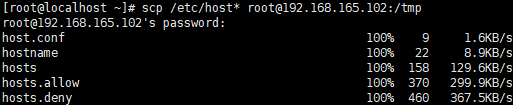 [root@localhost ~]# scp /etc/host* root@192.168.165.102:/tmp
root@192.168.165.102's password:
host.conf 100% 9 1.6KB/s
hostname 100% 22 8.9KB/s
hosts 100% 158 129.6KB/s
hosts.allow 100% 370 299.9KB/s
hosts.deny 100% 460 367.5KB/s